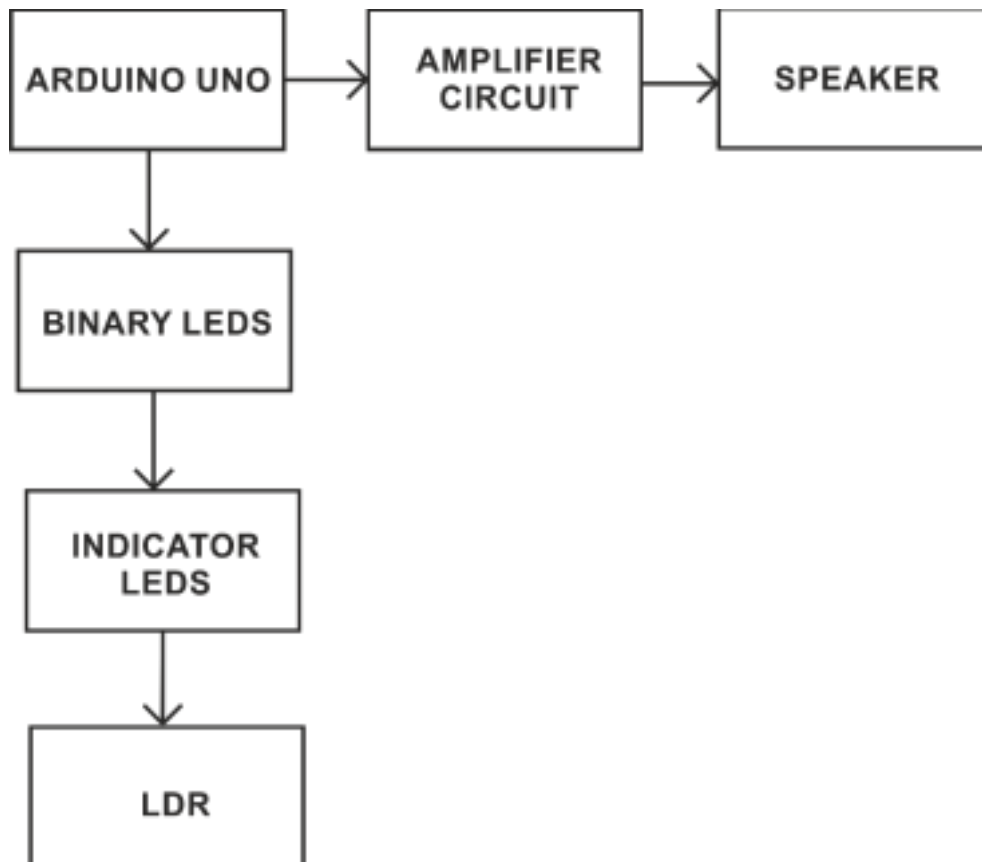 ARDUINO UNO
AMPLIFIER
CIRCUIT
SPEAKER
BINARY LEDS
INDICATOR
LEDS
LDR